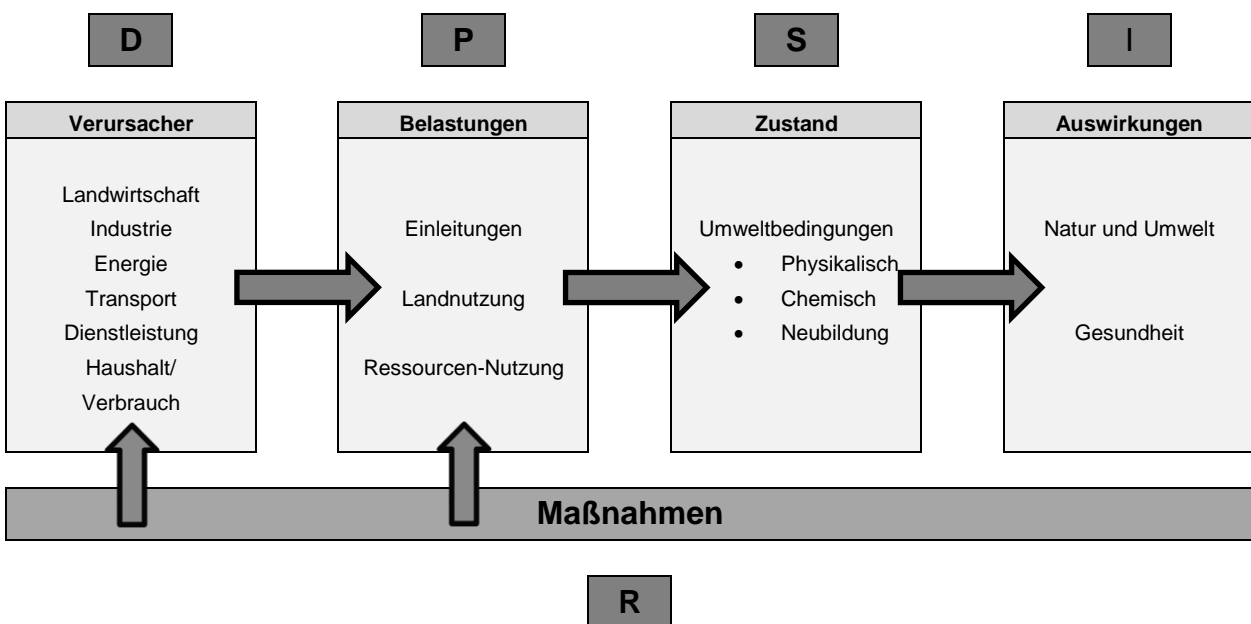 D
P
S
I
Verursacher
Landwirtschaft
Industrie
Energie
Transport
Dienstleistung
Haushalt/
Verbrauch
Belastungen
Einleitungen
Landnutzung
Ressourcen-Nutzung
Zustand
Umweltbedingungen
• Physikalisch
• Chemisch
• Neubildung
Auswirkungen
Natur und Umwelt
Gesundheit
Maßnahmen
R